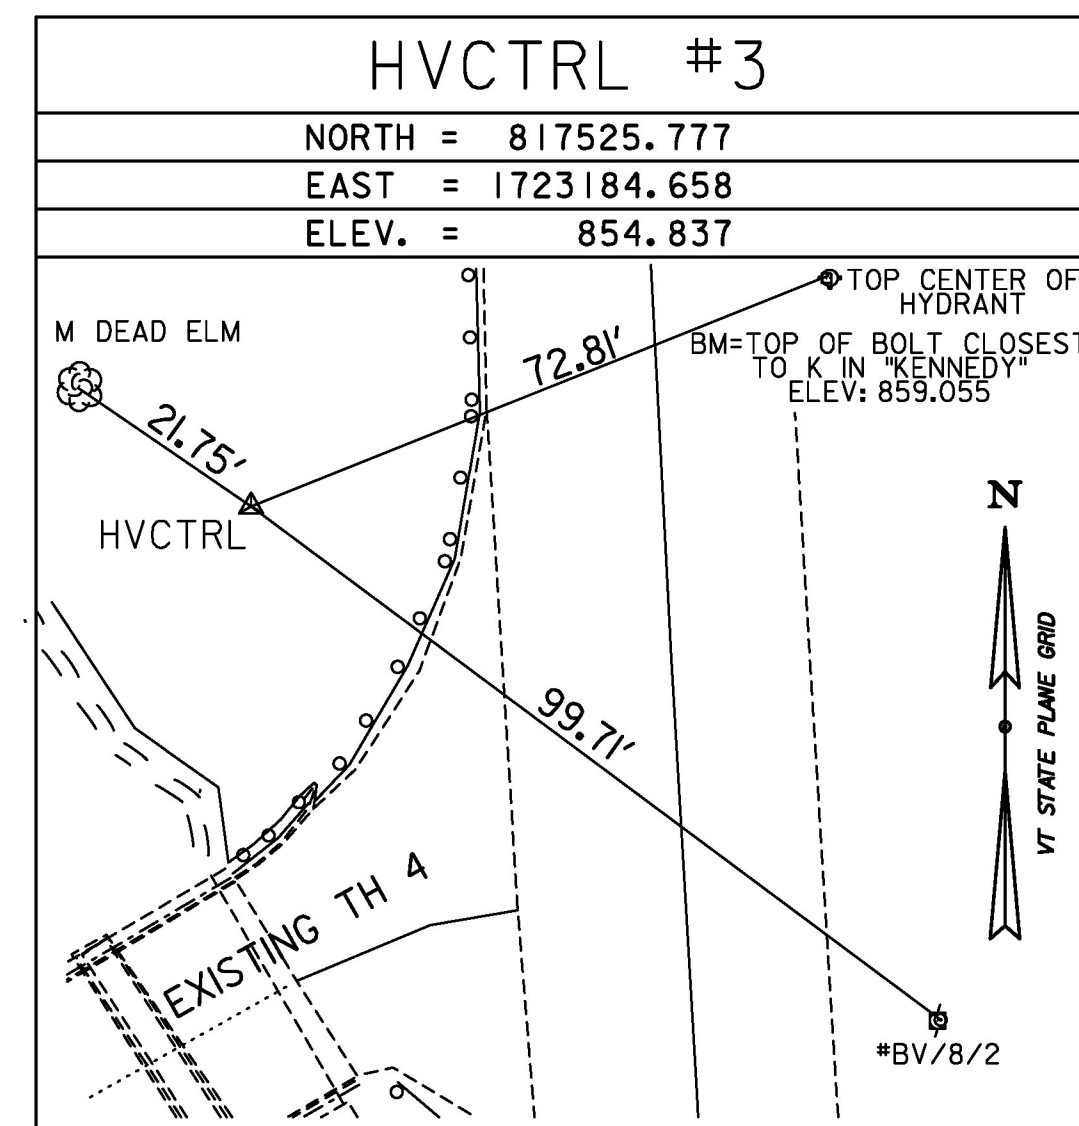 HVCTRL #3
NORTH = 817525.777
EAST = 1723184.658
ELEV. = 854.837
TOP CENTER OF
HYDRANT
M DEAD ELM
72.81'
BM=TOP OF BOLT CLOSEST
TO K IN "KENNEDY"
ELEV: 859.055
21.75'
N
HVCTRL
VT STATE PLANE GRID
99.71'
EXISTING TH 4
#BV/8/2